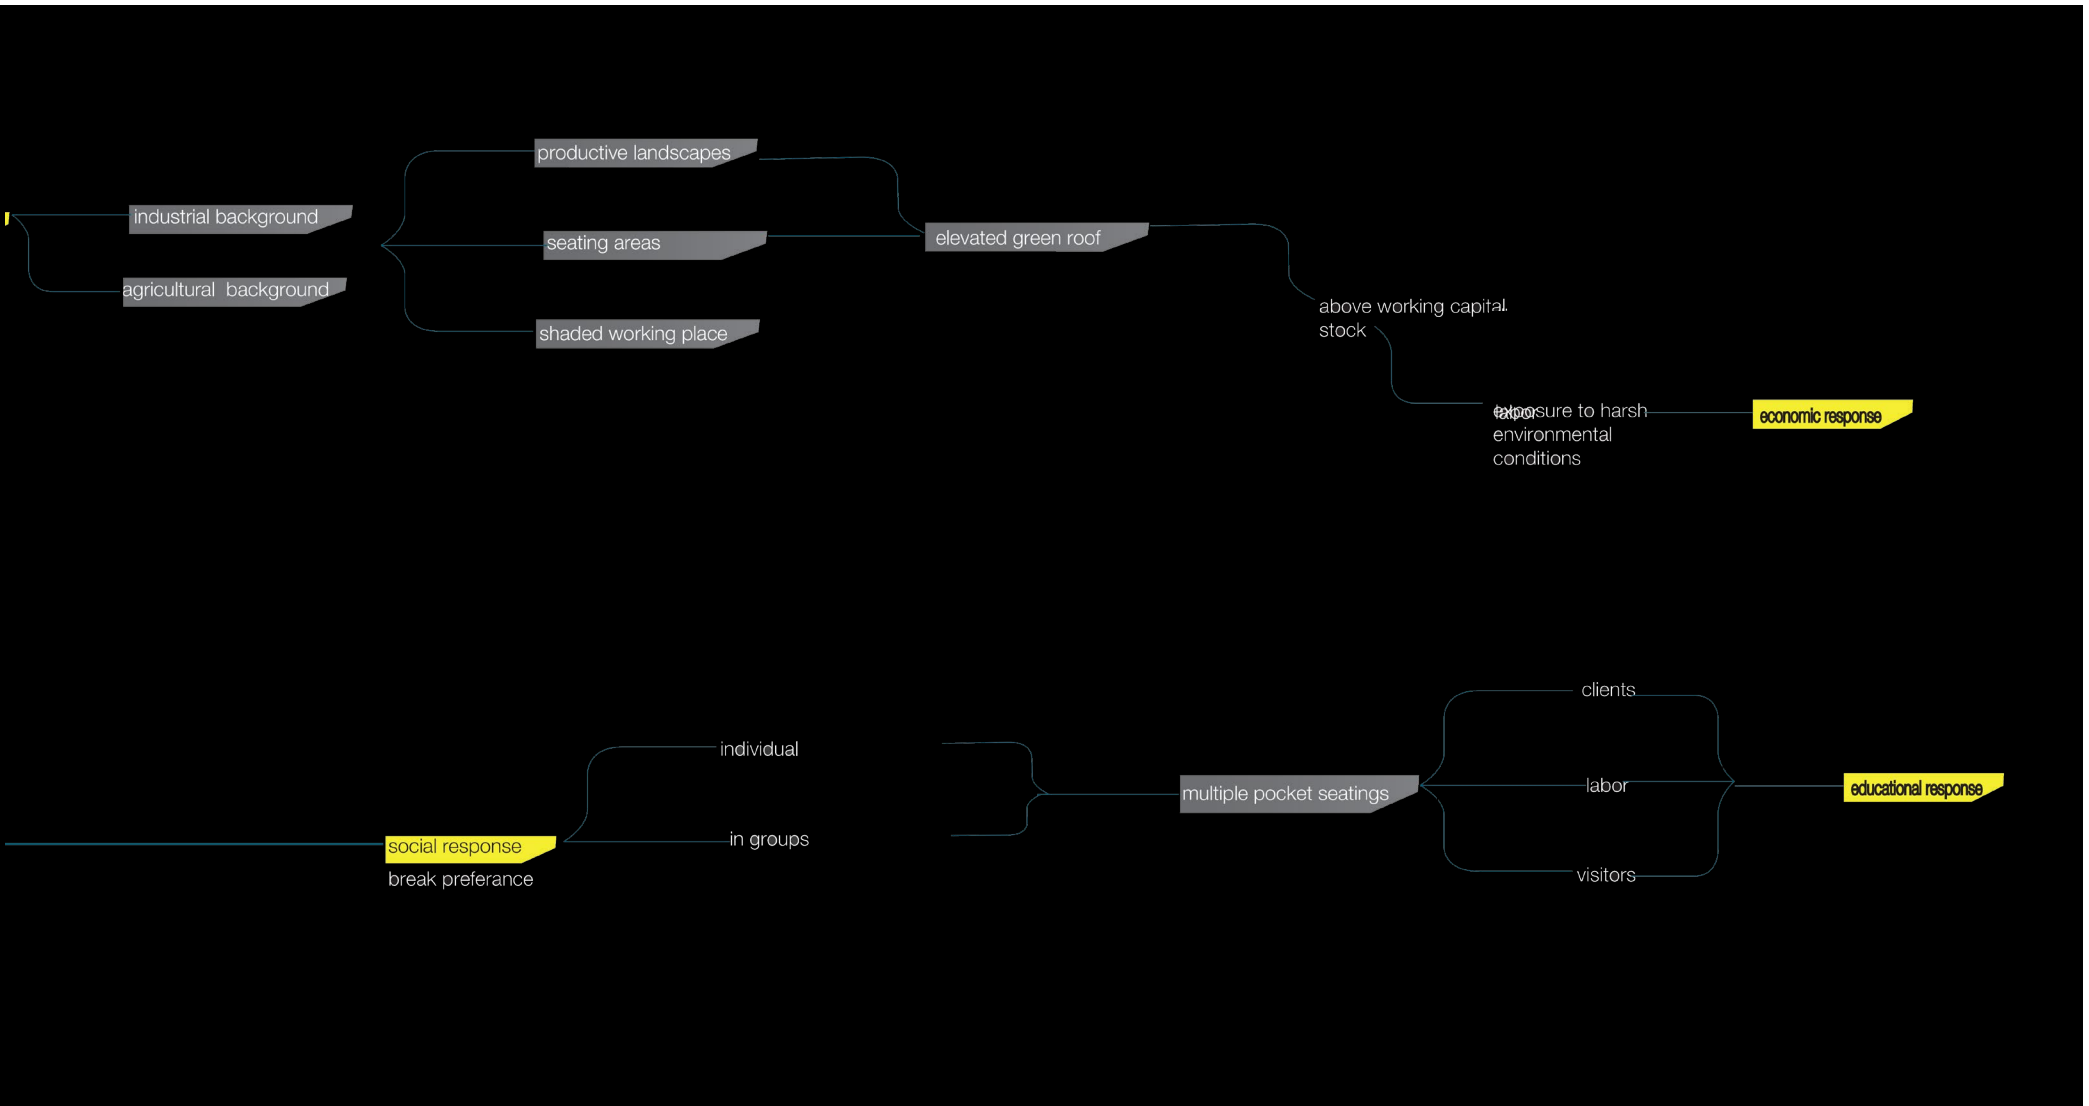 productive landscapes
industrial background
seating areas
elevated green roof
agricultural background
shaded working place
above working capital
stock
labor
exposure to harsh
environmental
conditions
economic response
clients
individual
multiple pocket seatings
labor
educational response
in groups
social response
break preferance
visitors